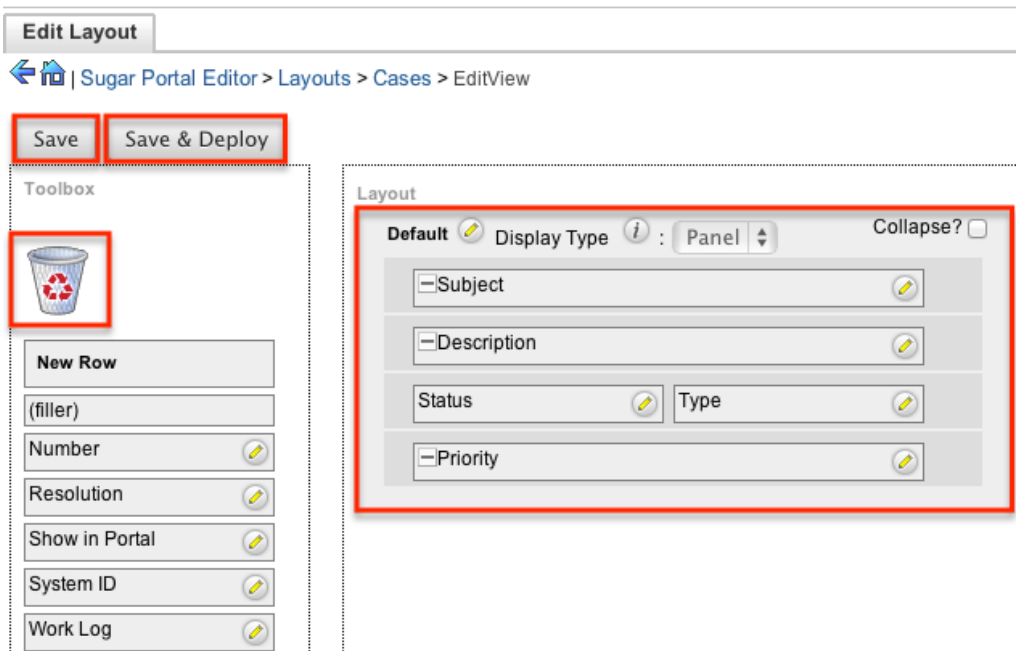 Edit Layout
| Sugar Portal Editor > Layouts > Cases > EditView
Save
Save & Deploy
Toolbox
New Row
(filler)
Number
Resolution
Show in Portal
System ID
Work Log
Layout
Default Display Type i : Panel Collapse?
Subject
Description
Status Type
Priority